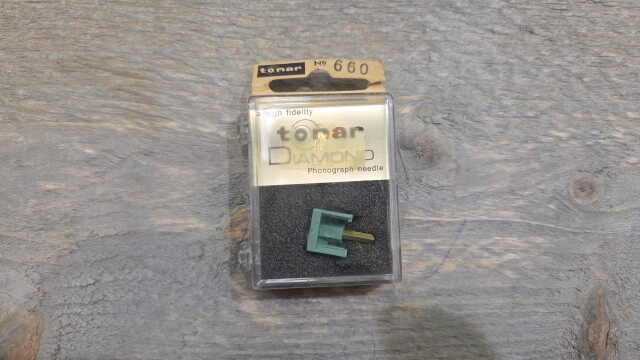 tonar No 660
a high fidelity
tonar
DIAMOND
Phonograph needle